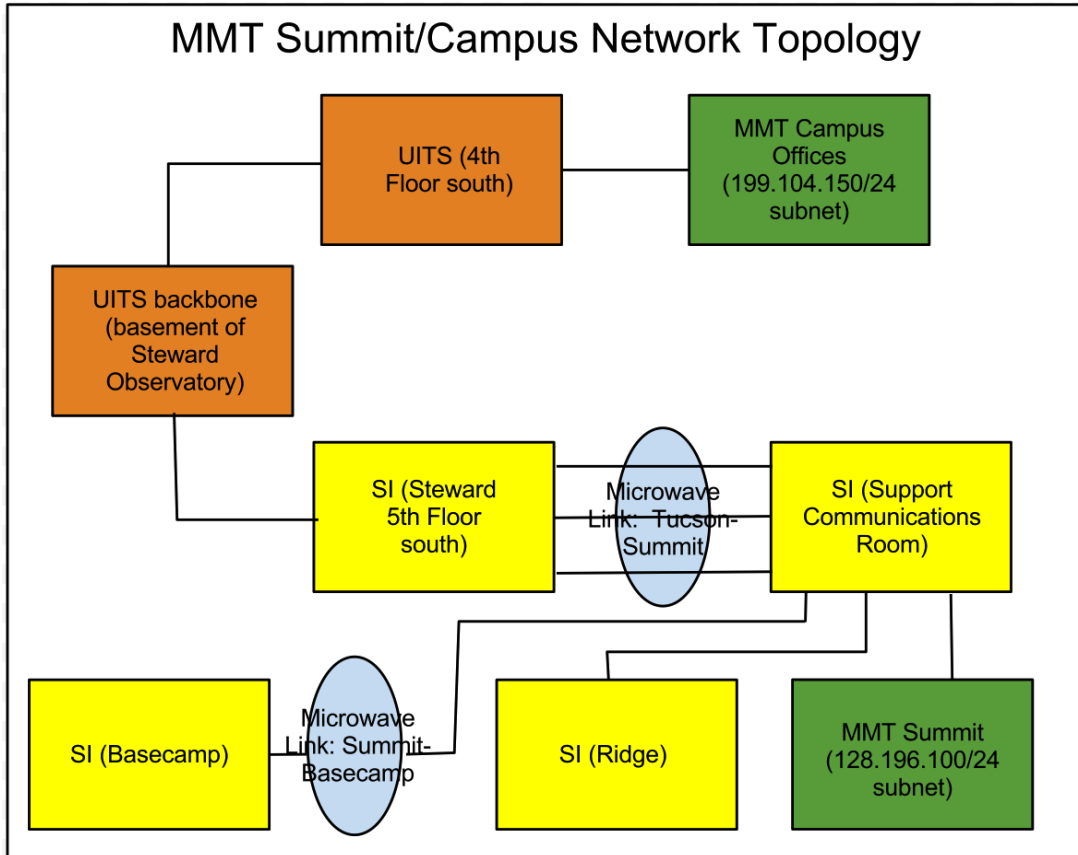 MMT Summit/Campus Network Topology
UITS (4th
Floor south)
MMT Campus
Offices
(199.104.150/24
subnet)
UITS backbone
(basement of
Steward
Observatory)
SI (Steward
5th Floor
south)
Microwave
Link:  Tucson-
Summit
SI (Support
Communications
Room)
SI (Basecamp)
Microwave
Link: Summit-
Basecamp
SI (Ridge)
MMT Summit
(128.196.100/24
subnet)